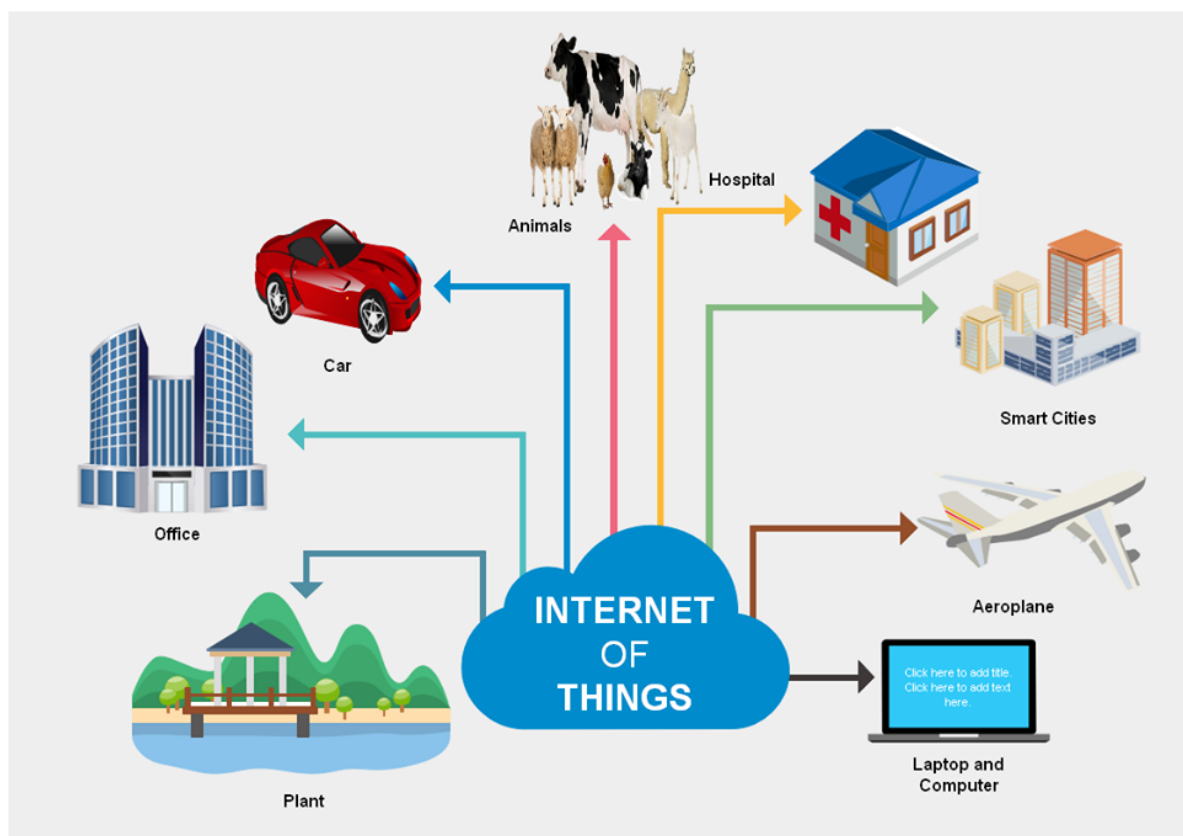 Animals
Hospital
Car
Smart Cities
Office
Aeroplane
INTERNET
OF
THINGS
Click here to add title.
Click here to add text
here.
Laptop and
Computer
Plant